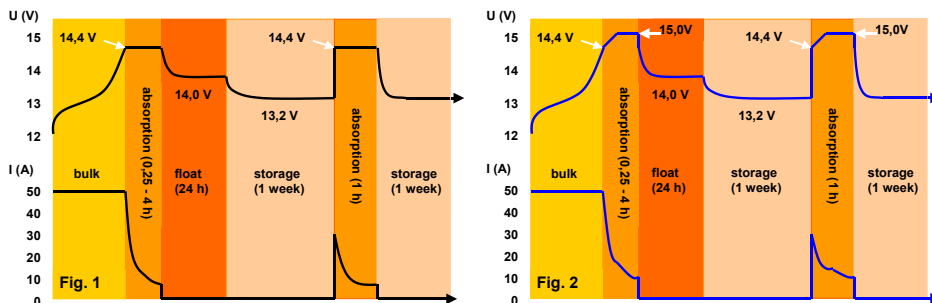 U (V)
15
14
13
12
I (A)
50
40
30
20
10
0
14,4 V
14,0 V
13,2 V
14,4 V
bulk
absorption (0,25 - 4 h)
float
(24 h)
storage
(1 week)
absorption (1 h)
storage
(1 week)
Fig. 1
U (V)
15
14
13
12
I (A)
50
40
30
20
10
0
14,4 V
15,0V
14,0 V
13,2 V
14,4 V
15,0V
bulk
absorption (0,25 - 4 h)
float
(24 h)
storage
(1 week)
absorption (1 h)
storage
(1 week)
Fig. 2